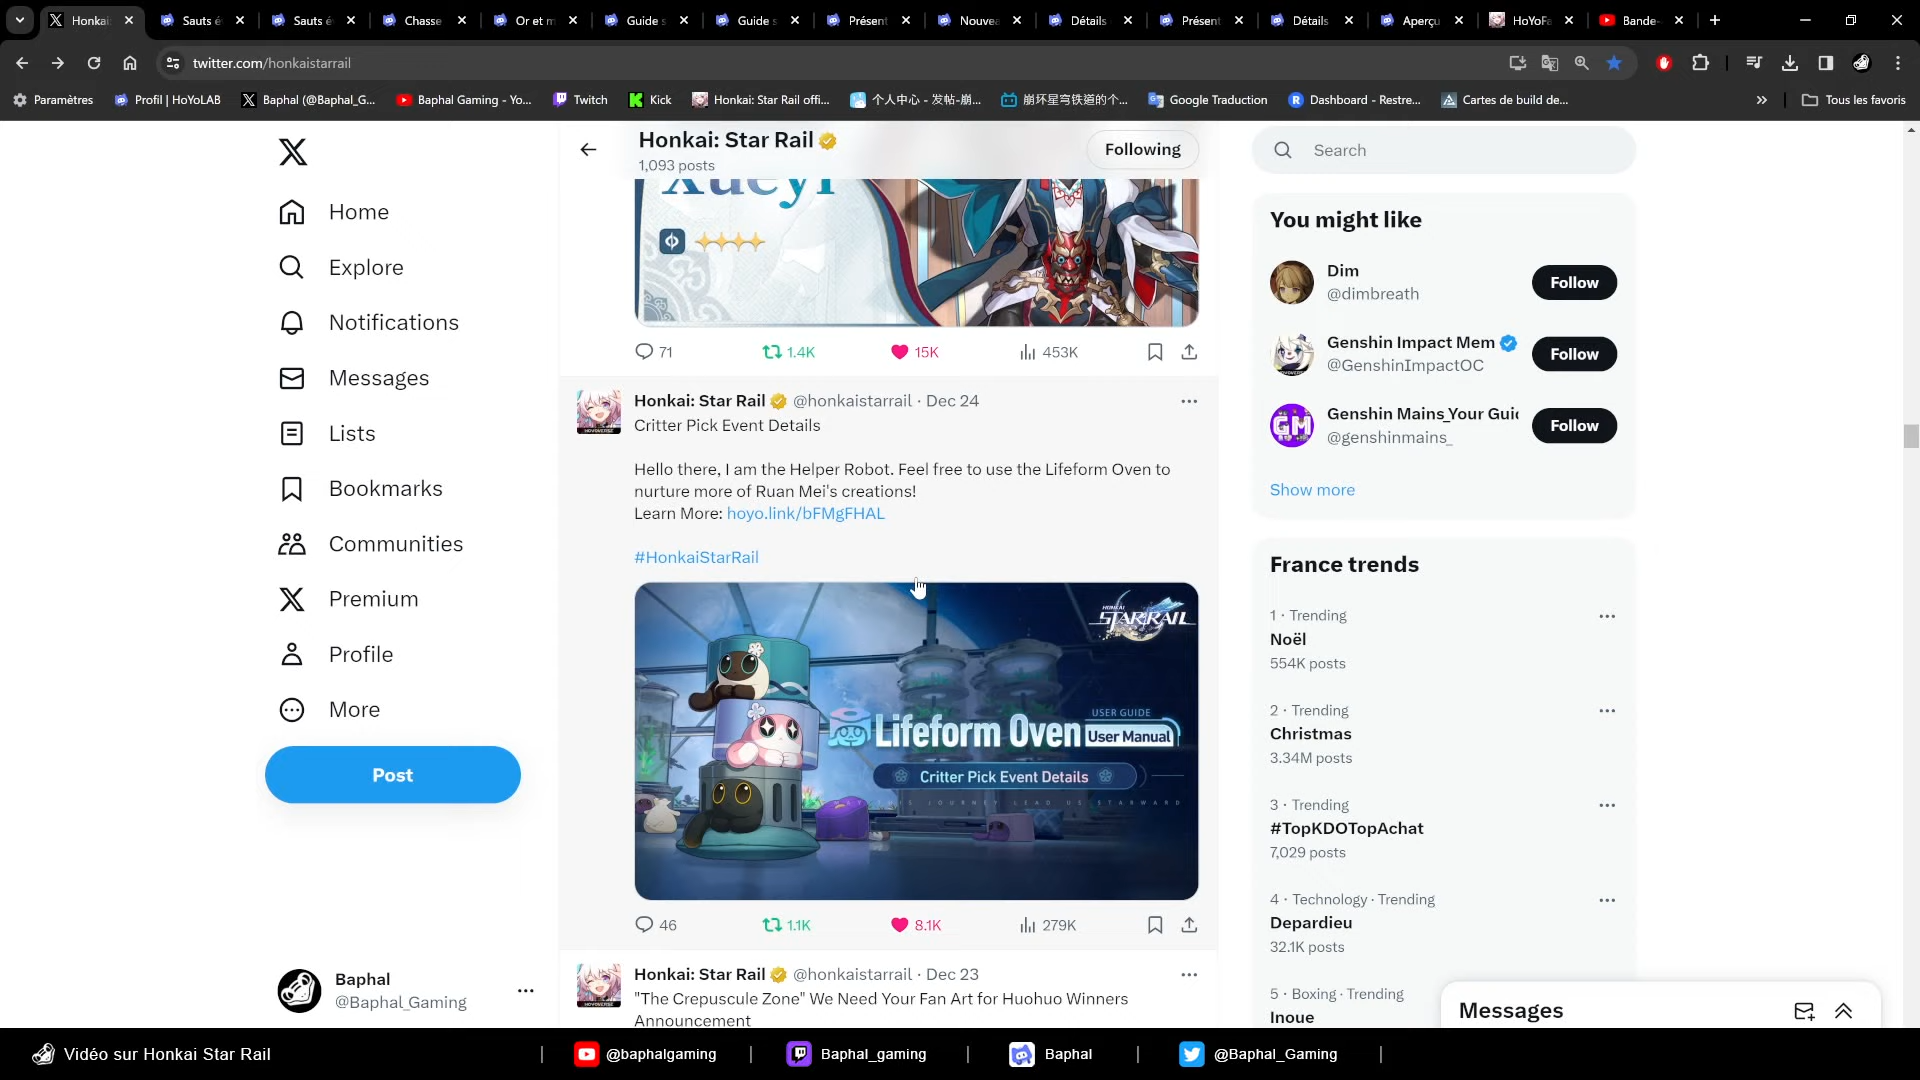 Honkai
Sauts é
Sauts é
Chasse
Or et m
Guide s
Guide s
Présent
Nouvea
Détails
Présent
Détails
Aperçu
HoYoFa
Bande-
twitter.com/honkaistarrail
Paramètres
Profil | HoYoLAB
Baphal (@Baphal_G...
Baphal Gaming - Yo...
Twitch
Kick
Honkai: Star Rail offi...
个人中心 - 发帖-崩...
崩坏星穹铁道的个...
Google Traduction
Dashboard - Restre...
Cartes de build de...
Tous les favoris
Home
Explore
Notifications
Messages
Lists
Bookmarks
Communities
Premium
Profile
More
Post
Baphal
@Baphal_Gaming
Honkai: Star Rail
1,093 posts
Following
Xueyi
71
1.4K
15K
453K
Honkai: Star Rail @honkaistarrail · Dec 24
Critter Pick Event Details
Hello there, I am the Helper Robot. Feel free to use the Lifeform Oven to
nurture more of Ruan Mei's creations!
Learn More: hoyo.link/bFMgFHAL
#HonkaiStarRail
HONKAI
STAR RAIL
USER GUIDE
Lifeform Oven
User Manual
Critter Pick Event Details
46
1.1K
8.1K
279K
Honkai: Star Rail @honkaistarrail · Dec 23
"The Crepuscule Zone" We Need Your Fan Art for Huohuo Winners
Announcement
Search
You might like
Dim
@dimbreath
Follow
Genshin Impact Mem
@GenshinImpactOC
Follow
GM
Genshin Mains_Your Guid
@genshinmains_
Follow
Show more
France trends
1 · Trending
Noël
554K posts
2 · Trending
Christmas
3.34M posts
3 · Trending
#TopKDOTopAchat
7,029 posts
4 · Technology · Trending
Depardieu
32.1K posts
5 · Boxing · Trending
Inoue
Messages
Vidéo sur Honkai Star Rail
@baphalgaming
Baphal_gaming
Baphal
@Baphal_Gaming